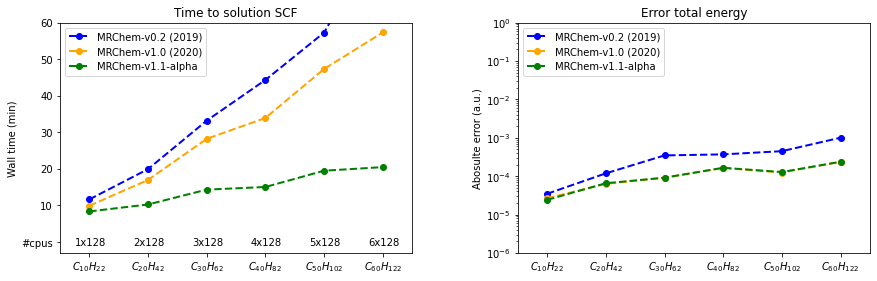 Time to solution SCF
Wall time (min)
60
50
40
30
20
10
#cpus
MRChem-v0.2 (2019)
MRChem-v1.0 (2020)
MRChem-v1.1-alpha
1x128 2x128 3x128 4x128 5x128 6x128
C₁₀H₂₂ C₂₀H₄₂ C₃₀H₆₂ C₄₀H₈₂ C₅₀H₁₀₂ C₆₀H₁₂₂
Error total energy
Abosulte error (a.u.)
10⁰
10⁻¹
10⁻²
10⁻³
10⁻⁴
10⁻⁵
10⁻⁶
MRChem-v0.2 (2019)
MRChem-v1.0 (2020)
MRChem-v1.1-alpha
C₁₀H₂₂ C₂₀H₄₂ C₃₀H₆₂ C₄₀H₈₂ C₅₀H₁₀₂ C₆₀H₁₂₂